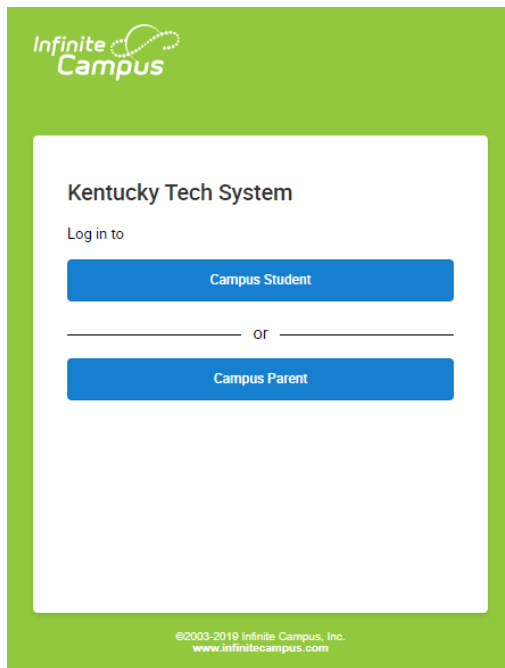 Infinite
Campus
Kentucky Tech System
Log in to
Campus Student
or
Campus Parent
©2003-2019 Infinite Campus, Inc.
www.infinitecampus.com